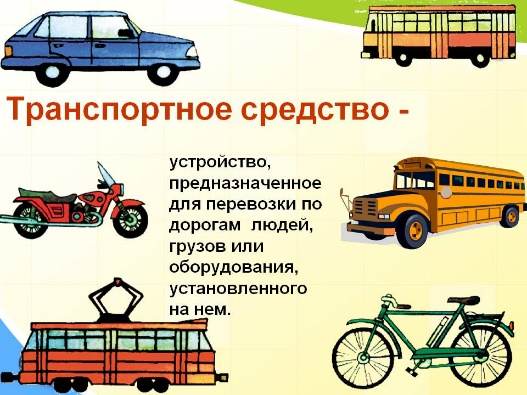 Транспортное средство -
устройство,
предназначенное
для перевозки по
дорогам людей,
грузов или
оборудования,
установленного
на нем.